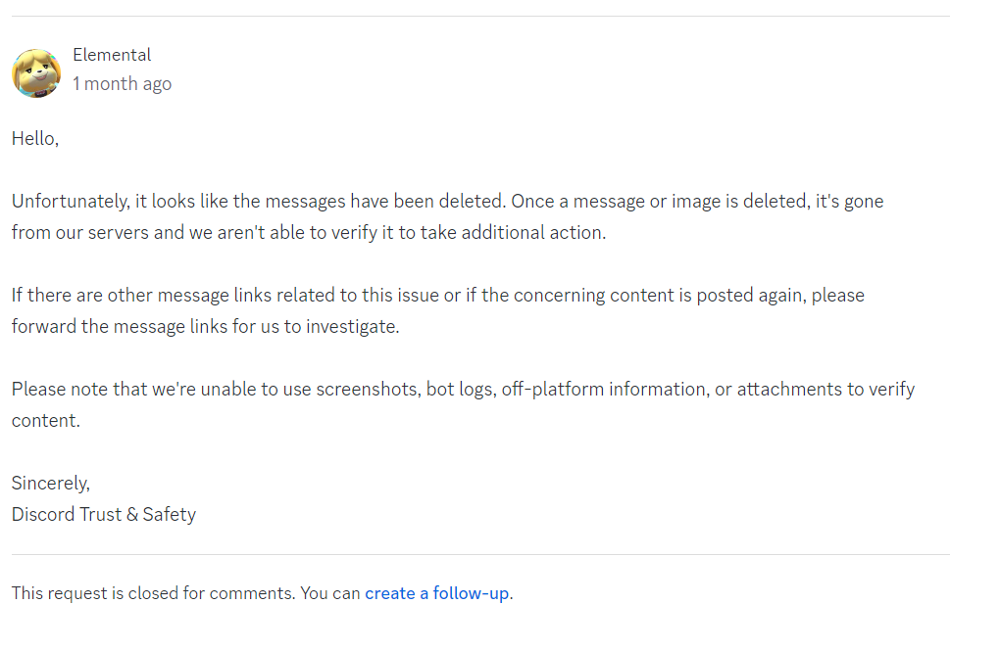 Elemental
1 month ago
Hello,
Unfortunately, it looks like the messages have been deleted. Once a message or image is deleted, it's gone
from our servers and we aren't able to verify it to take additional action.
If there are other message links related to this issue or if the concerning content is posted again, please
forward the message links for us to investigate.
Please note that we're unable to use screenshots, bot logs, off-platform information, or attachments to verify
content.
Sincerely,
Discord Trust & Safety
This request is closed for comments. You can create a follow-up.